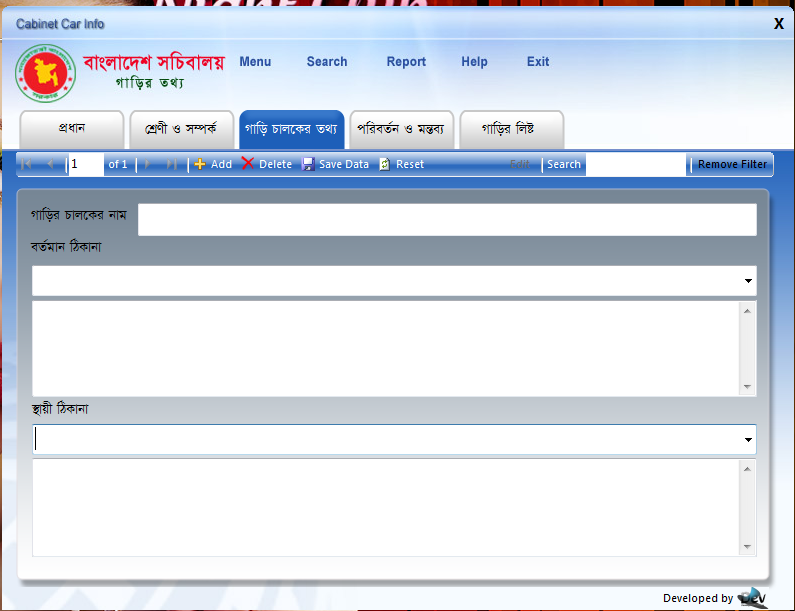 Cabinet Car Info
X
বাংলাদেশ সচিবালয়
গাড়ির তথ্য
Menu Search Report Help Exit
প্রধান শ্রেণী ও সম্পর্ক গাড়ি চালকের তথ্য পরিবর্তন ও মন্তব্য গাড়ির লিষ্ট
1 of 1 Add Delete Save Data Reset Edit Search Remove Filter
গাড়ির চালকের নাম
বর্তমান ঠিকানা
স্থায়ী ঠিকানা
Developed by Dev